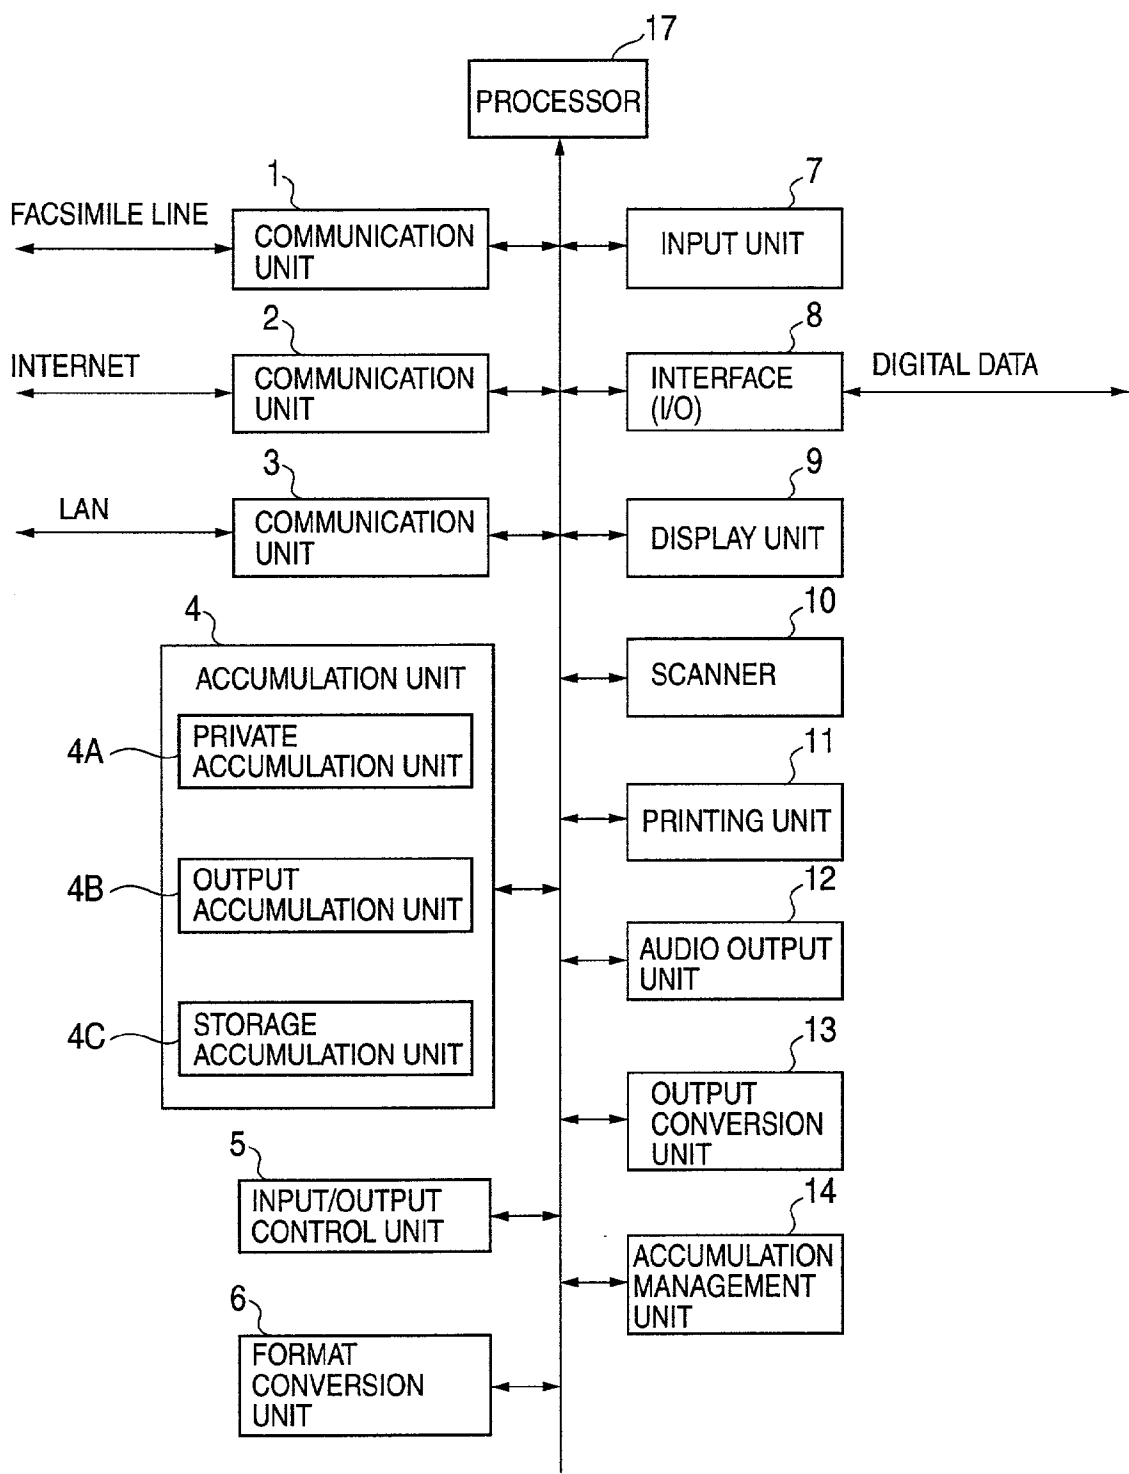 17
PROCESSOR
1
FACSIMILE LINE
COMMUNICATION
UNIT
7
INPUT UNIT
2
INTERNET
COMMUNICATION
UNIT
8
INTERFACE
(I/O)
DIGITAL DATA
3
LAN
COMMUNICATION
UNIT
9
DISPLAY UNIT
4
ACCUMULATION UNIT
4A
PRIVATE
ACCUMULATION UNIT
4B
OUTPUT
ACCUMULATION UNIT
4C
STORAGE
ACCUMULATION UNIT
10
SCANNER
11
PRINTING UNIT
12
AUDIO OUTPUT
UNIT
13
OUTPUT
CONVERSION
UNIT
5
INPUT/OUTPUT
CONTROL UNIT
14
ACCUMULATION
MANAGEMENT
UNIT
6
FORMAT
CONVERSION
UNIT